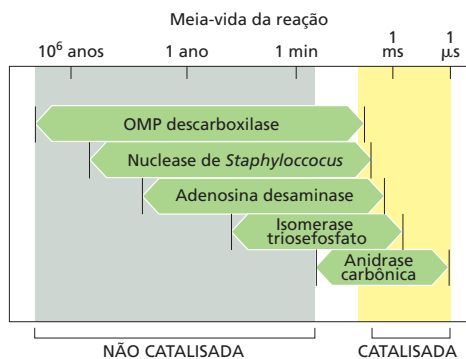 Meia-vida da reação
10⁶ anos 1 ano 1 min 1 ms 1 μs
OMP descarboxilase
Nuclease de Staphyloccocus
Adenosina desaminase
Isomerase
triosefosfato
Anidrase
carbônica
NÃO CATALISADA CATALISADA